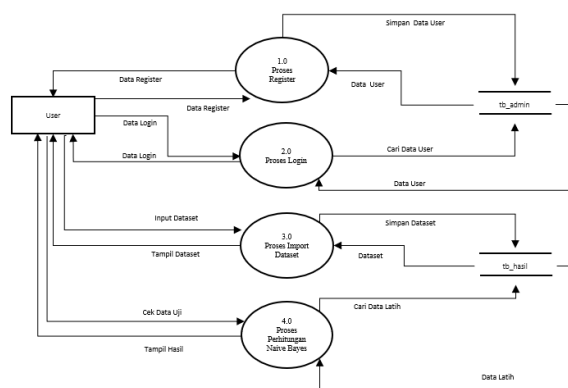 Simpan Data User
1.0
Proses
Register
Data Register
Data User
Data Register
User
tb_admin
Data Login
2.0
Proses Login
Data Login
Cari Data User
Data User
Input Dataset
3.0
Proses Import
Dataset
Simpan Dataset
Tampil Dataset
Dataset
tb_hasil
Cari Data Latih
Cek Data Uji
4.0
Proses
Perhitungan
Naive Bayes
Tampil Hasil
Data Latih